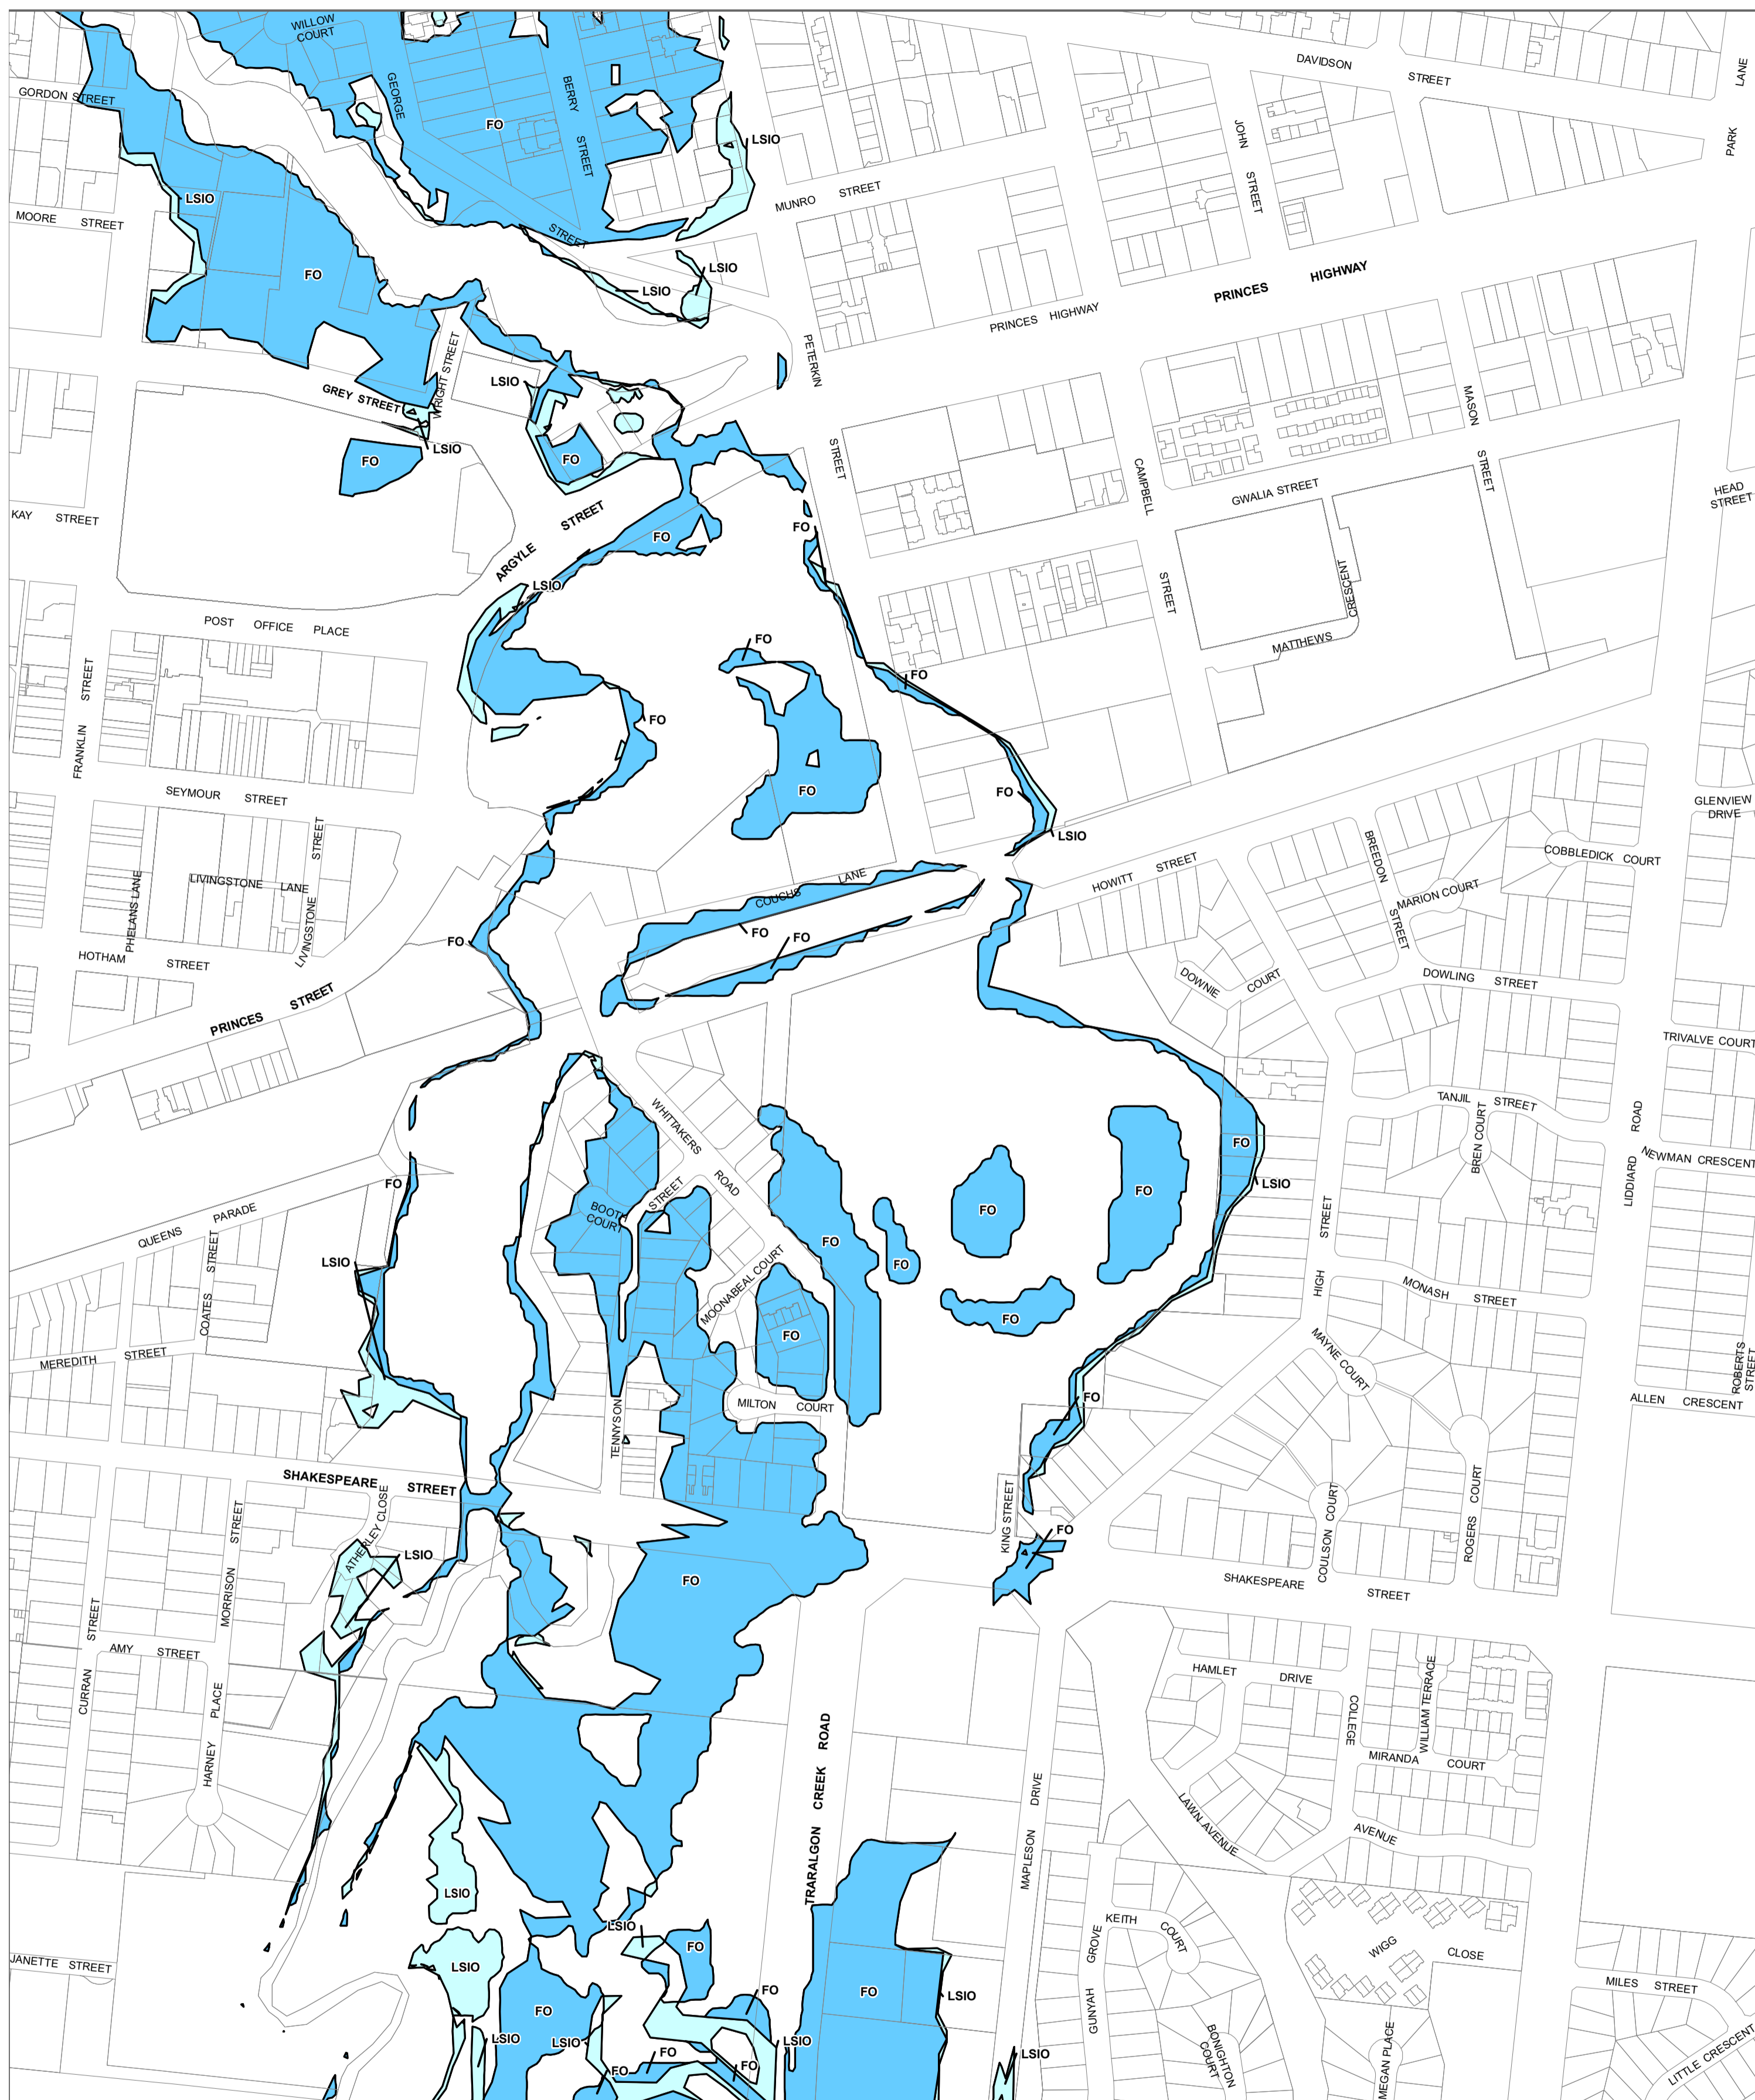 WILLOW
COURT
GEORGE
BERRY
STREET
FO
DAVIDSON
STREET
LANE
PARK
GORDON STREET
JOHN
STREET
LSIO
MUNRO STREET
LSIO
MOORE STREET
STREET
FO
LSIO
LSIO
PRINCES HIGHWAY
PRINCES HIGHWAY
PETERKIN
STREET
WRIGHT STREET
GREY STREET
LSIO
LSIO
FO
FO
MASON
STREET
CAMPBELL
STREET
GWALIA STREET
HEAD
STREET
KAY STREET
ARGYLE STREET
FO
FO
LSIO
CRESCENT
MATTHEWS
POST OFFICE PLACE
FRANKLIN STREET
FO
FO
FO
FO
FO
LSIO
SEYMOUR STREET
GLENVIEW
DRIVE
BREEDON
STREET
COBBLEDICK COURT
MARION COURT
HOWITT STREET
COUCHS LANE
LIVINGSTONE LANE
LIVINGSTONE STREET
PHELANS LANE
FO
FO
FO
HOTHAM STREET
DOWNIE COURT
DOWLING STREET
PRINCES STREET
TRIVALVE COURT
TANJIL STREET
BREN COURT
LIDDIARD ROAD
NEWMAN CRESCENT
WHITTAKERS ROAD
FO
LSIO
FO
FO
FO
BOOTH
COURT
STREET
QUEENS PARADE
COATES STREET
LSIO
FO
FO
FO
HIGH STREET
MONASH STREET
MOONABEAL COURT
FO
MAYNE COURT
ROBERTS
STREET
MEREDITH STREET
ALLEN CRESCENT
FO
MILTON COURT
TENNYSON
SHAKESPEARE STREET
ATHERLEY CLOSE
LSIO
KING STREET
FO
COULSON COURT
ROGERS COURT
SHAKESPEARE STREET
FO
MORRISON STREET
CURRAN STREET
AMY STREET
HARNEY PLACE
HAMLET DRIVE
COLLEGE
WILLIAM TERRACE
MIRANDA COURT
LAWN AVENUE
AVENUE
TRARALGON CREEK ROAD
MAPLESON DRIVE
LSIO
LSIO
FO
KEITH COURT
GUNYAH GROVE
WIGG CLOSE
JANETTE STREET
LSIO
FO
FO
LSIO
FO
MILES STREET
LSIO
LSIO
LSIO
FO
FO
FO
LSIO
BONIGHTON
COURT
MEGAN PLACE
LITTLE CRESCENT